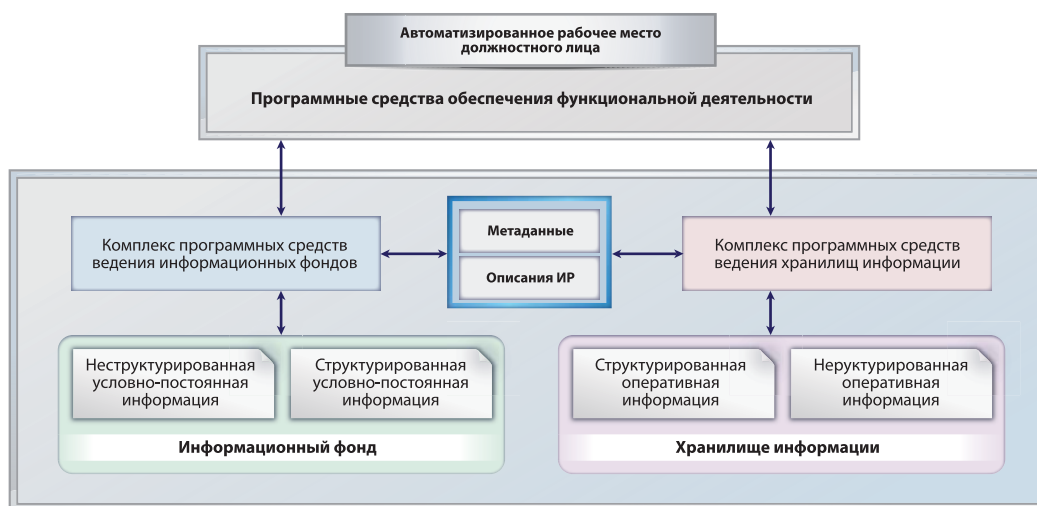 Автоматизированное рабочее место
должностного лица
Программные средства обеспечения функциональной деятельности
Комплекс программных средств
ведения информационных фондов
Метаданные
Описания ИР
Комплекс программных средств
ведения хранилищ информации
Неструктурированная
условно-постоянная
информация
Структурированная
условно-постоянная
информация
Информационный фонд
Структурированная
оперативная
информация
Неруктурированная
оперативная
информация
Хранилище информации